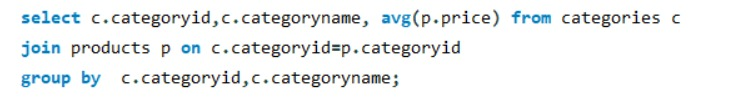 select c.categoryid,c.categoryname, avg(p.price) from categories c
join products p on c.categoryid=p.categoryid
group by  c.categoryid,c.categoryname;